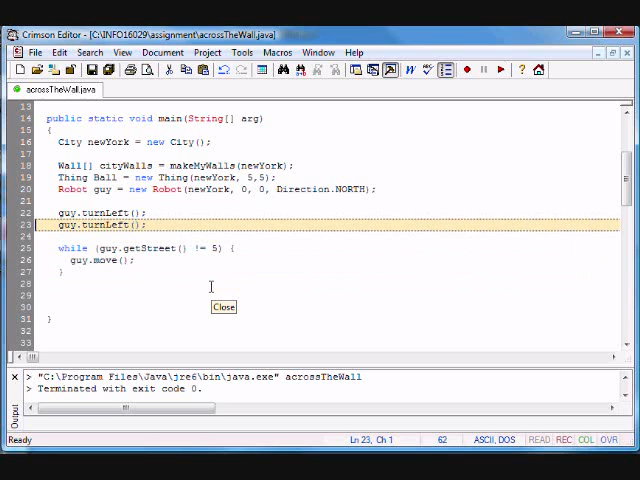 Crimson Editor - [C:\INFO16029\assignment\acrossTheWall.java]
File Edit Search View Document Project Tools Macros Window Help
acrossTheWall.java
13
14 public static void main(String[] arg)
15 {
16 City newYork = new City();
17
18 Wall[] cityWalls = makeMyWalls(newYork);
19 Thing Ball = new Thing(newYork, 5,5);
20 Robot guy = new Robot(newYork, 0, 0, Direction.NORTH);
21
22 guy.turnLeft();
23 guy.turnLeft();
24
25 while (guy.getStreet() != 5) {
26 guy.move();
27 }
28
29
Close
30
31 }
32
33
> "C:\Program Files\Java\jre6\bin\java.exe" acrossTheWall
> Terminated with exit code 0.
Output
Ready Ln 23, Ch 1 62 ASCII, DOS READ REC COL OVR